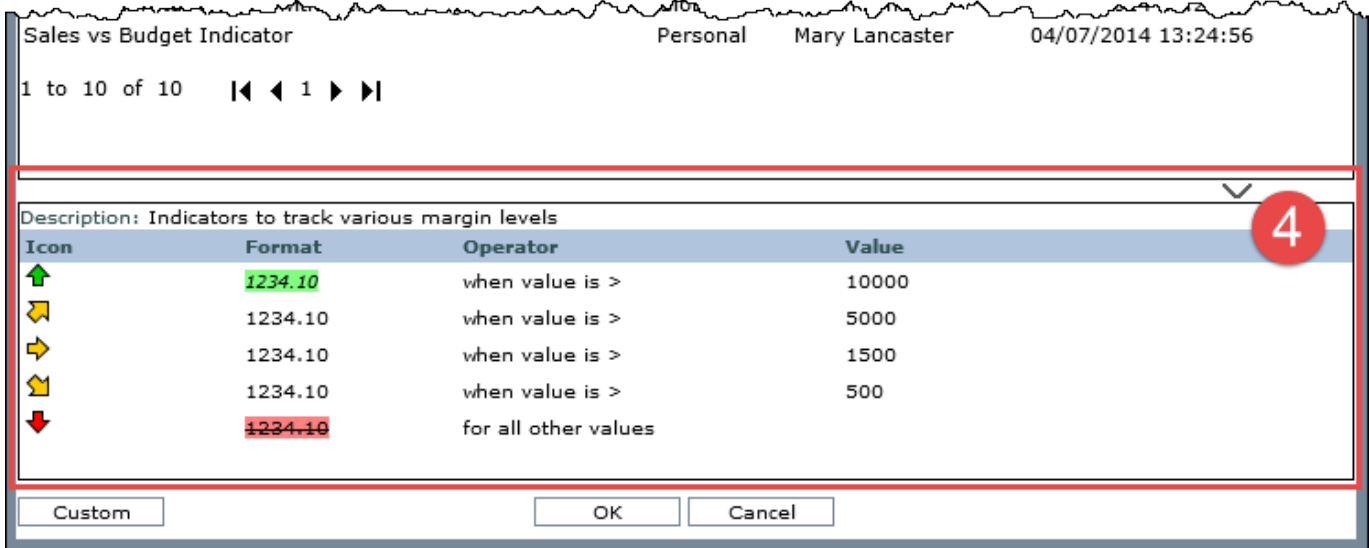 Sales vs Budget Indicator Personal Mary Lancaster 04/07/2014 13:24:56
1 to 10 of 10 1
4
Description: Indicators to track various margin levels
Icon Format Operator Value
1234.10 when value is > 10000
1234.10 when value is > 5000
1234.10 when value is > 1500
1234.10 when value is > 500
1234.10 for all other values
Custom OK Cancel